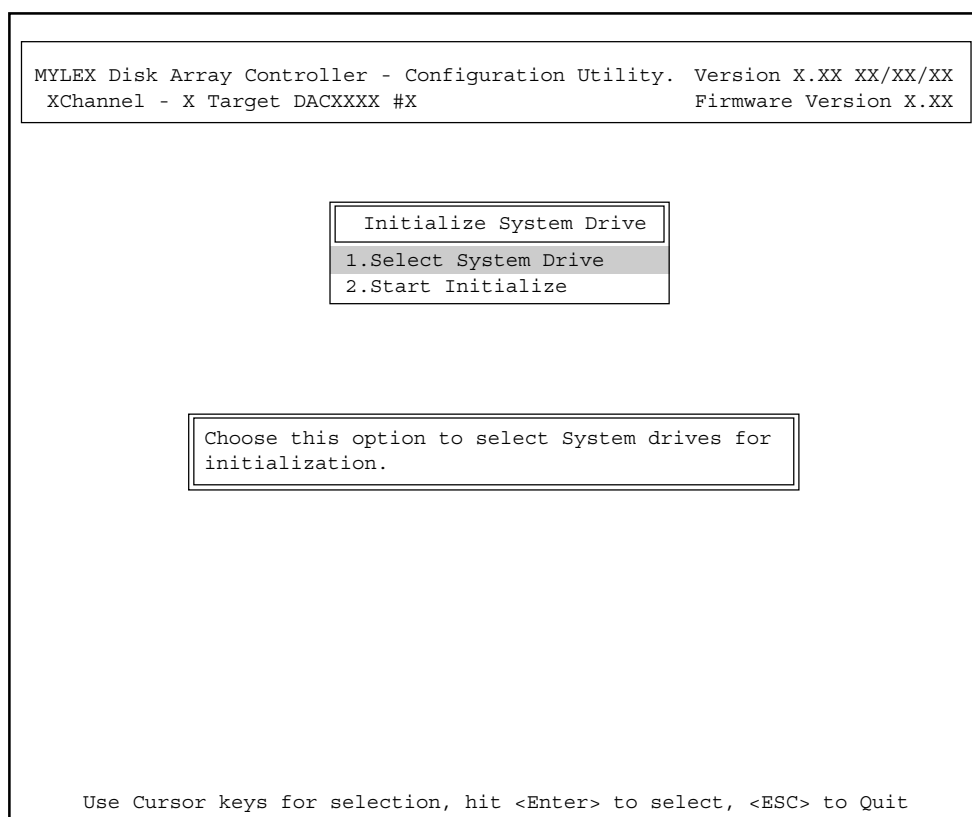 MYLEX Disk Array Controller - Configuration Utility. Version X.XX XX/XX/XX
XChannel - X Target DACXXXX #X Firmware Version X.XX
Initialize System Drive
1.Select System Drive
2.Start Initialize
Choose this option to select System drives for
initialization.
Use Cursor keys for selection, hit <Enter> to select, <ESC> to Quit